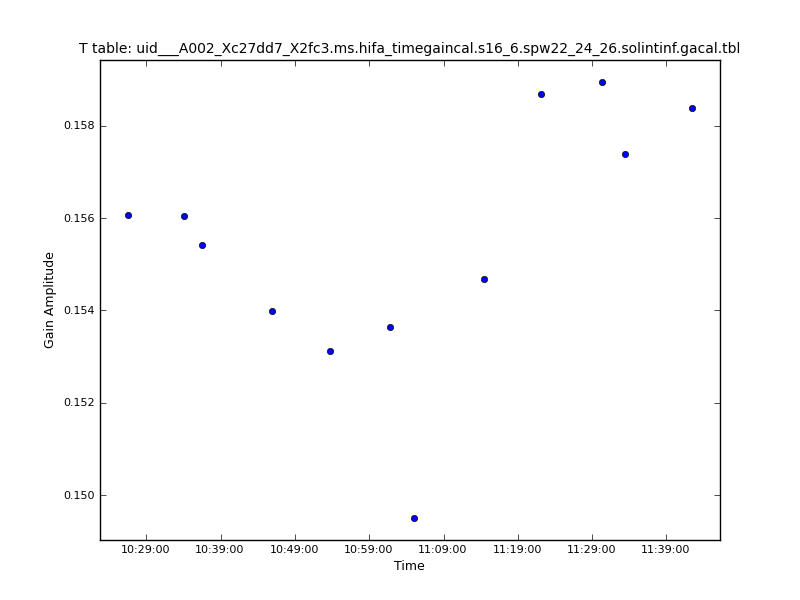 T table: uid___A002_Xc27dd7_X2fc3.ms.hifa_timegaincal.s16_6.spw22_24_26.solintinf.gacal.tbl
0.158
0.156
0.154
0.152
0.150
Gain Amplitude
10:29:00 10:39:00 10:49:00 10:59:00 11:09:00 11:19:00 11:29:00 11:39:00
Time